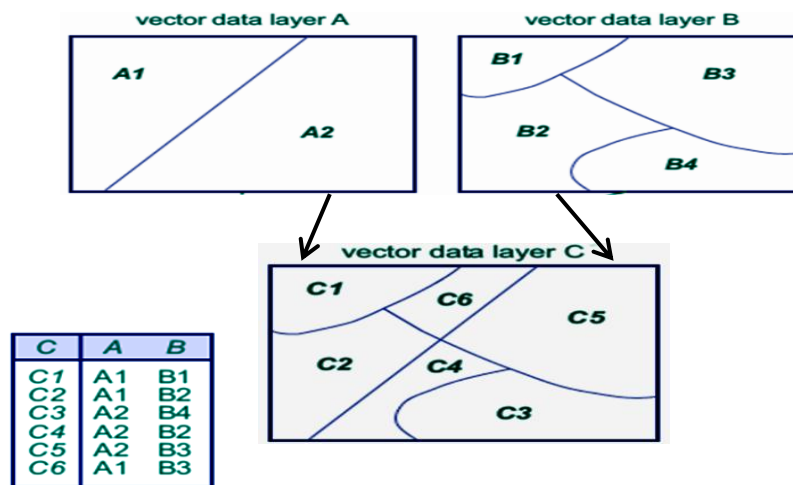 vector data layer A
vector data layer B
A1
A2
B1
B3
B2
B4
vector data layer C
C1
C6
C5
C2
C4
C3
C A B
C1 A1 B1
C2 A1 B2
C3 A2 B4
C4 A2 B2
C5 A2 B3
C6 A1 B3